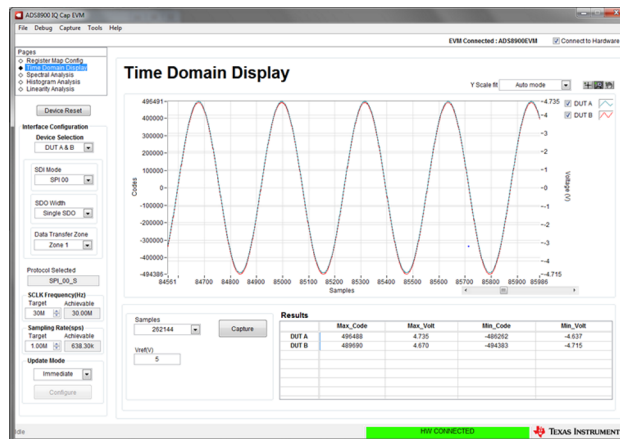 ADS8900 IQ Cap EVM
File Debug Capture Tools Help
EVM Connected : ADS8900EVM Connect to Hardware
Pages
Register Map Config
Time Domain Display
Spectral Analysis
Histogram Analysis
Linearity Analysis
Device Reset
Interface Configuration
Device Selection
DUT A & B
SDI Mode
SPI 00
SDO Width
Single SDO
Data Transfer Zone
Zone 1
Protocol Selected
SPI_00_S
SCLK Frequency(Hz)
Target Achievable
30M 30.00M
Sampling Rate(sps)
Target Achievable
1.00M 638.30k
Update Mode
Immediate
Configure
Time Domain Display
Y Scale fit Auto mode
DUT A
DUT B
Codes
496491
400000
300000
200000
100000
0
-100000
-200000
-300000
-400000
-494386
4.735
-4
-3
-2
-1
-0
--1
--2
--3
--4
-4.715
Voltage (V)
84561 84700 84800 84900 85000 85100 85200 85300 85400 85500 85600 85700 85800 85986
Samples
Samples
262144
Capture
Vref(V)
5
Results
Max_Code Max_Volt Min_Code Min_Volt
DUT A 496488 4.735 -486262 -4.637
DUT B 489690 4.670 -494383 -4.715
Idle
HW CONNECTED
TEXAS INSTRUMENT